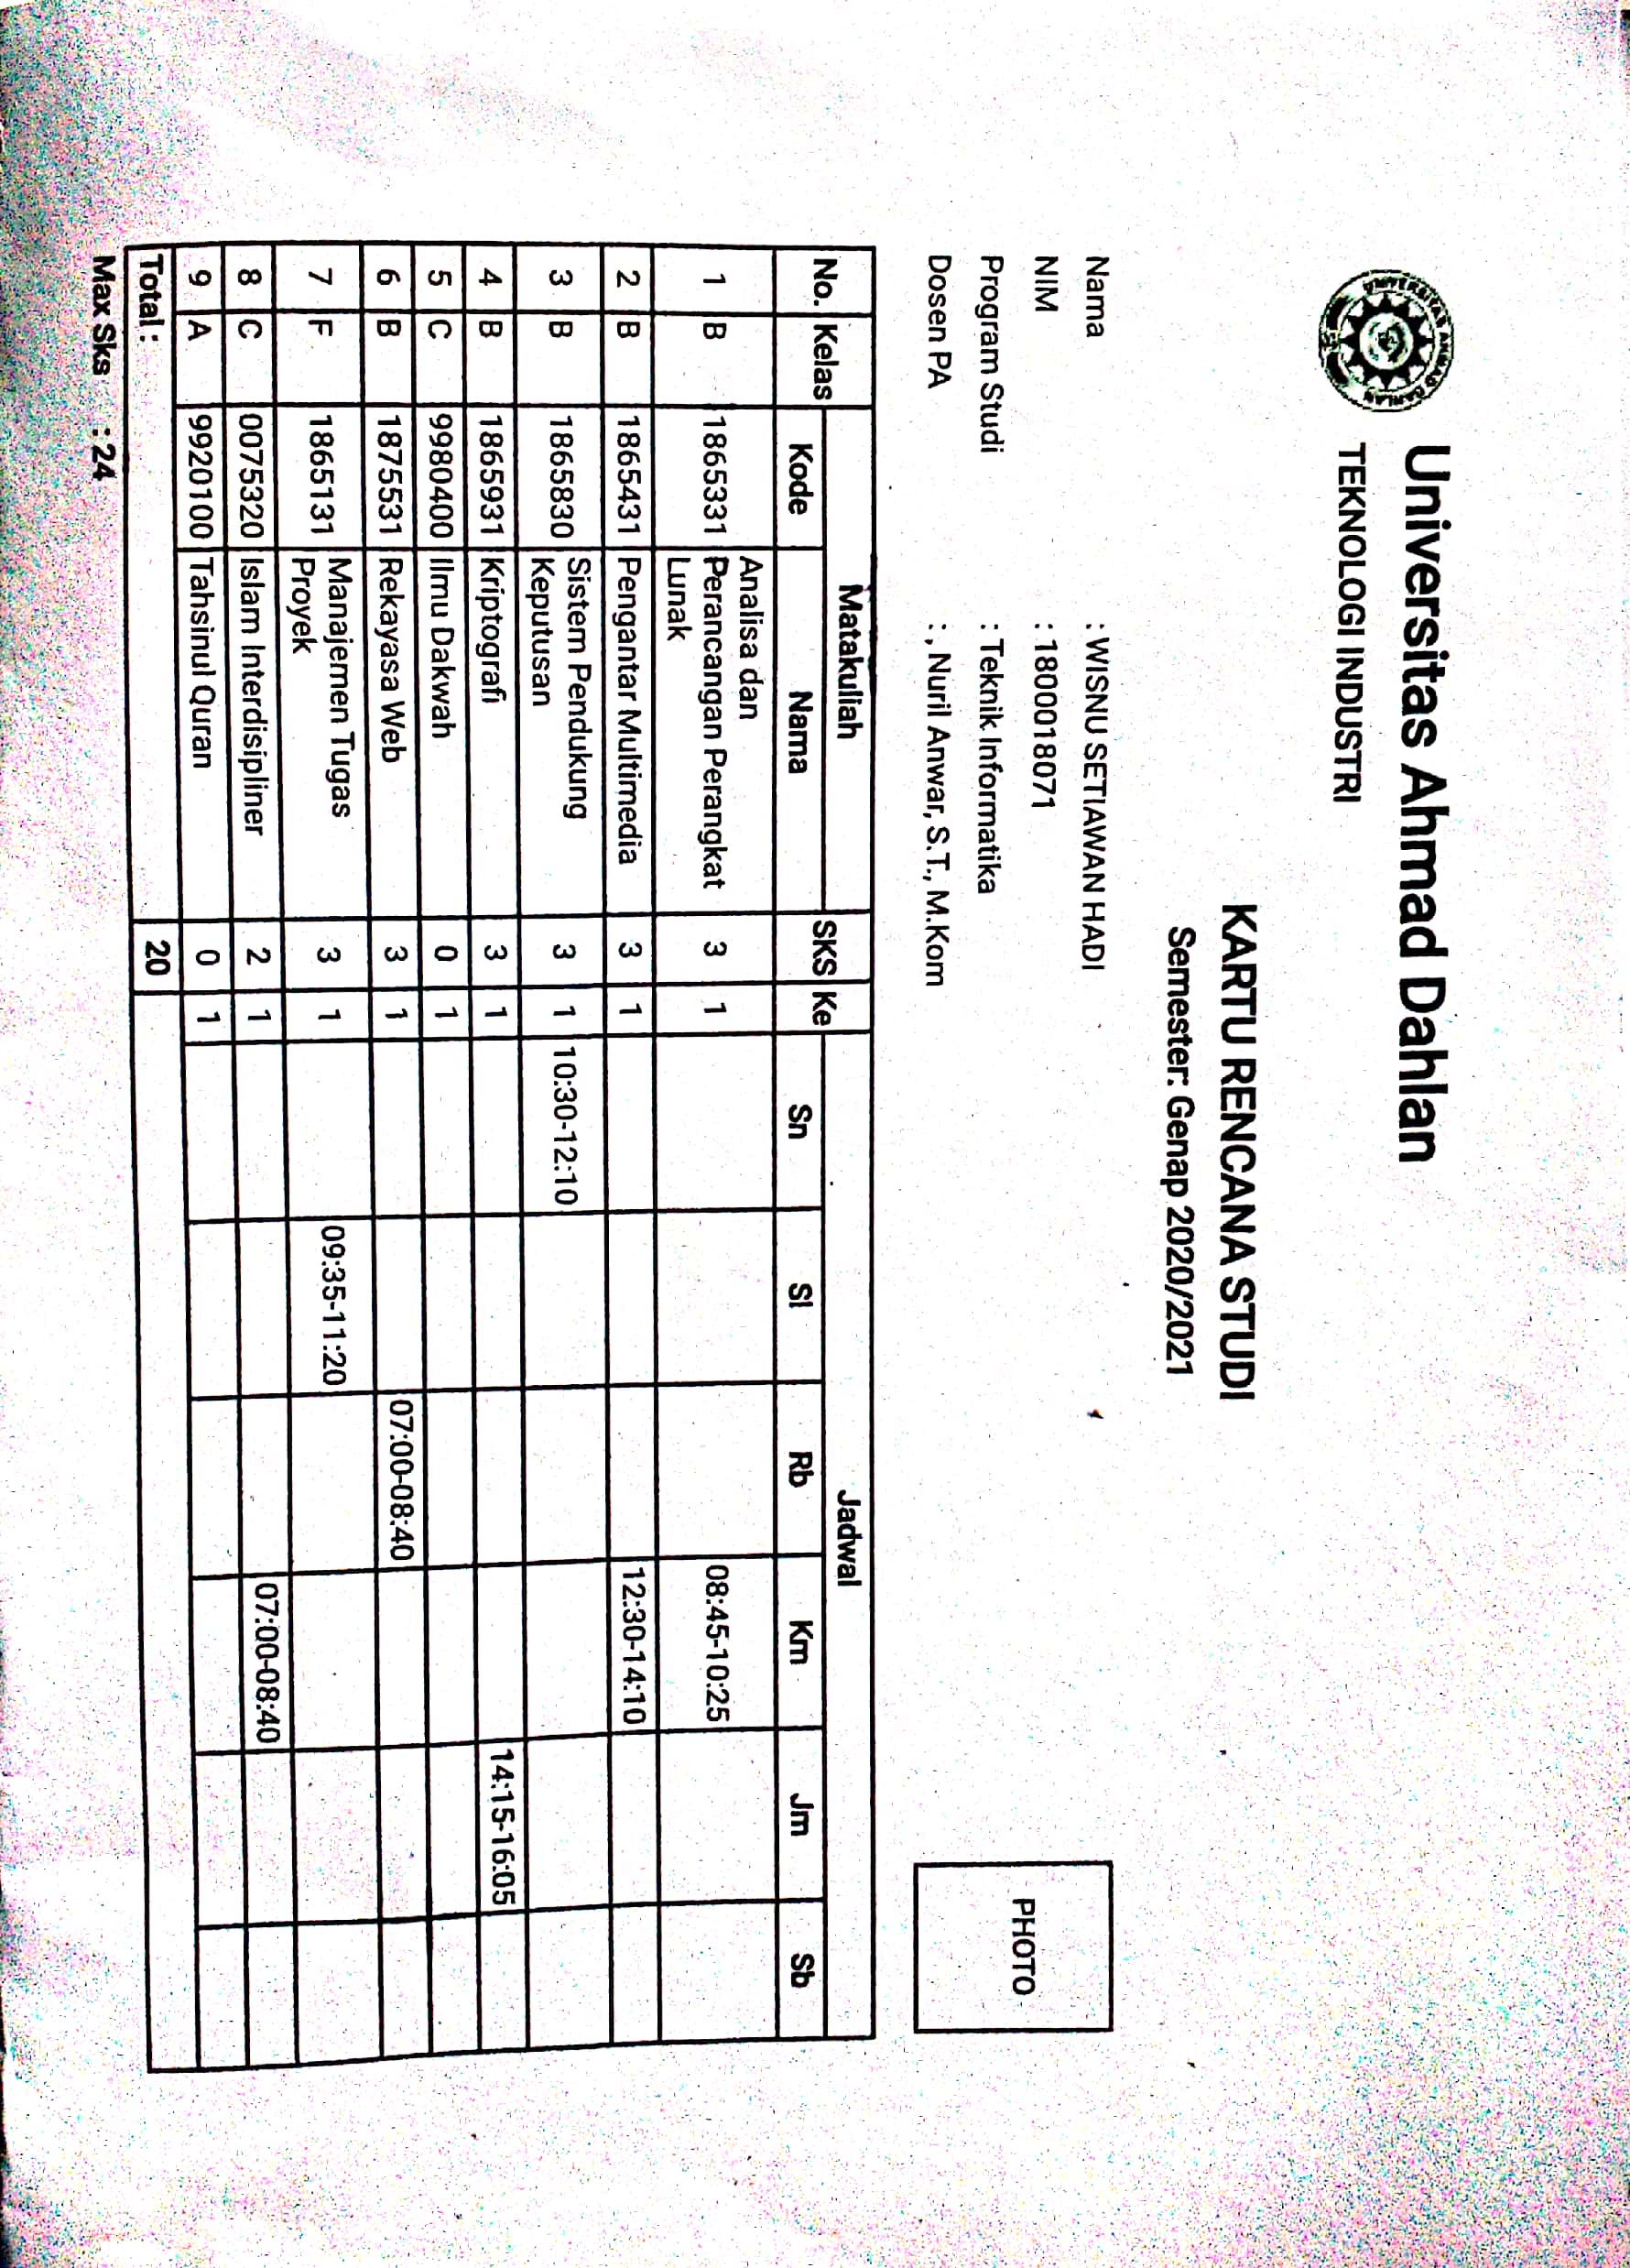 Universitas Ahmad Dahlan
TEKNOLOGI INDUSTRI
KARTU RENCANA STUDI
Semester: Genap 2020/2021
Nama : WISNU SETIAWAN HADI
NIM : 1800018071
Program Studi : Teknik Informatika
Dosen PA : , Nuril Anwar, S.T., M.Kom
PHOTO
No. Kelas Matakuliah SKS Ke Jadwal
Kode Nama Sn Sl Rb Km Jm Sb
1 B 1865331 Analisa dan Perancangan Perangkat Lunak 3 1 08:45-10:25
2 B 1865431 Pengantar Multimedia 3 1 12:30-14:10
3 B 1865830 Sistem Pendukung Keputusan 3 1 10:30-12:10
4 B 1865931 Kriptografi 3 1 14:15-16:05
5 C 9980400 Ilmu Dakwah 0 1
6 B 1875531 Rekayasa Web 3 1 07:00-08:40
7 F 1865131 Manajemen Tugas Proyek 3 1 09:35-11:20
8 C 0075320 Islam Interdisipliner 2 1 07:00-08:40
9 A 9920100 Tahsinul Quran 0 1
Total : 20
Max Sks : 24